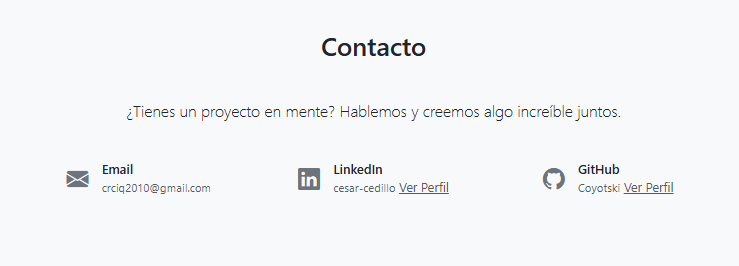 Contacto
¿Tienes un proyecto en mente? Hablemos y creemos algo increíble juntos.
Email
crciq2010@gmail.com
LinkedIn
cesar-cedillo Ver Perfil
GitHub
Coyotski Ver Perfil